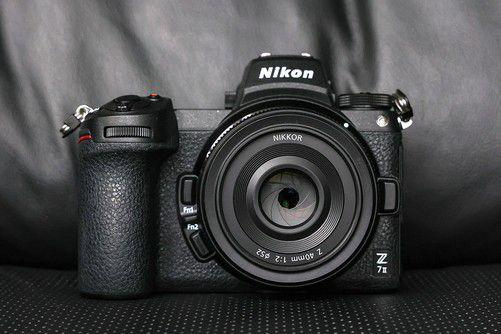 Nikon
NIKKOR
Fn1
Fn2
Z 40mm 1:2 ⌀52
Z
7II